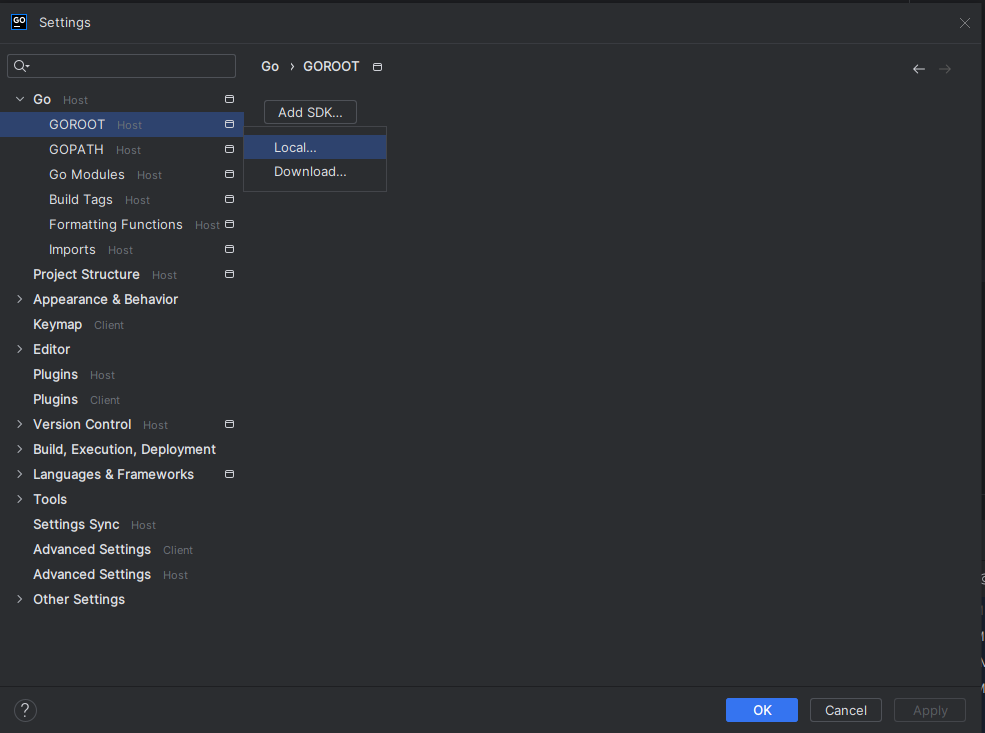 GO Settings
Go › GOROOT
Go Host
Add SDK...
GOROOT Host
Local...
GOPATH Host
Download...
Go Modules Host
Build Tags Host
Formatting Functions Host
Imports Host
Project Structure Host
Appearance & Behavior
Keymap Client
Editor
Plugins Host
Plugins Client
Version Control Host
Build, Execution, Deployment
Languages & Frameworks
Tools
Settings Sync Host
Advanced Settings Client
Advanced Settings Host
Other Settings
? OK Cancel Apply